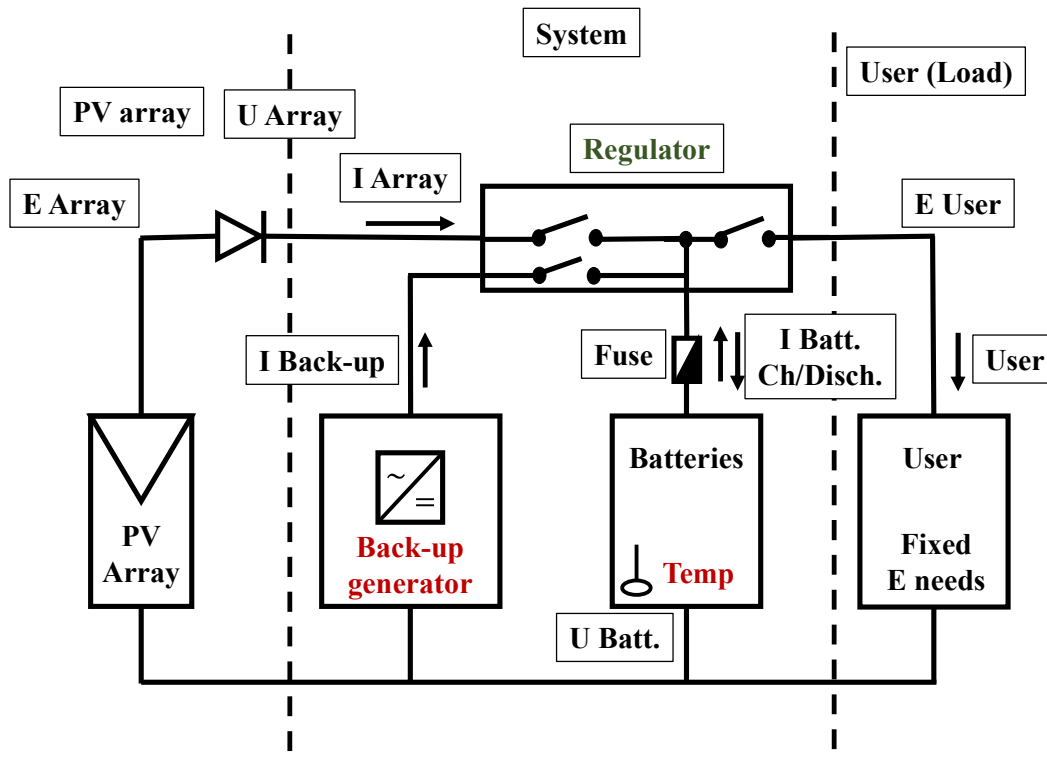 System
User (Load)
PV array
U Array
Regulator
I Array
E Array
E User
I Back-up
Fuse
I Batt.
Ch/Disch.
User
Batteries
User
~
=
PV
Array
Back-up
generator
Temp
Fixed
E needs
U Batt.